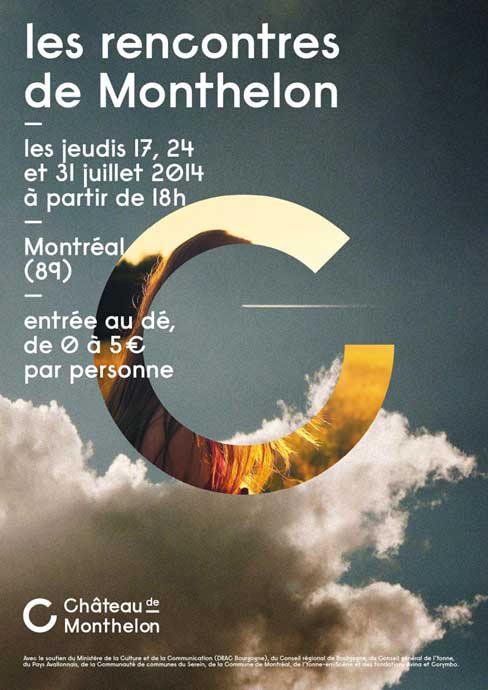 les rencontres
de Monthelon
—
les jeudis 17, 24
et 31 juillet 2014
à partir de 18h
—
Montréal
(89)
—
entrée au dé,
de 0 à 5€
par personne
Château de
Monthelon
Avec le soutien du Ministère de la Culture et de la Communication (DRAC Bourgogne), du Conseil régional de Bourgogne, du Conseil général de l'Yonne,
du Pays Avallonnais, de la Communauté de communes du Serein, de la Commune de Montréal, de l'Yonne-en-Scène et des fondations Avina et Corymbo.